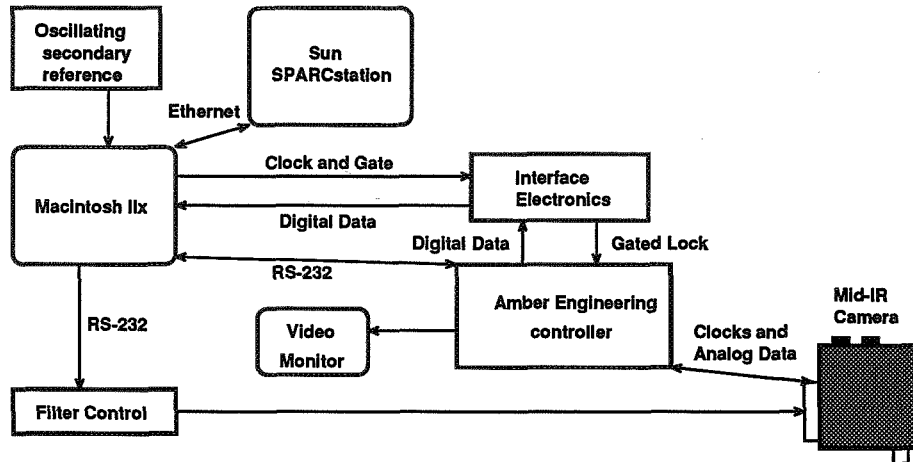 Oscillating
secondary
reference
Sun
SPARCstation
Ethernet
Macintosh IIx
Clock and Gate
Digital Data
Interface
Electronics
Digital Data
Gated Lock
RS-232
RS-232
Amber Engineering
controller
Video
Monitor
Mid-IR
Camera
Clocks and
Analog Data
Filter Control